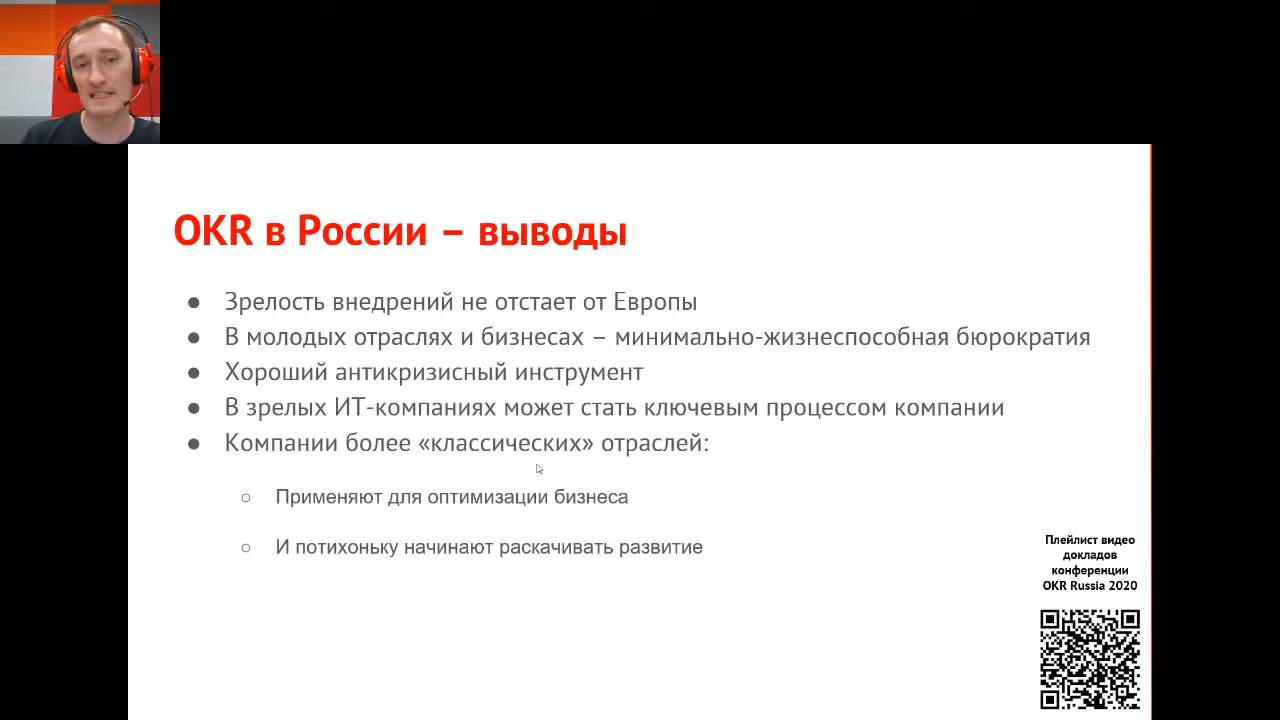 OKR в России – выводы
● Зрелость внедрений не отстает от Европы
● В молодых отраслях и бизнесах – минимально-жизнеспособная бюрократия
● Хороший антикризисный инструмент
● В зрелых ИТ-компаниях может стать ключевым процессом компании
● Компании более «классических» отраслей:
○ Применяют для оптимизации бизнеса
○ И потихоньку начинают раскачивать развитие
Плейлист видео
докладов
конференции
OKR Russia 2020